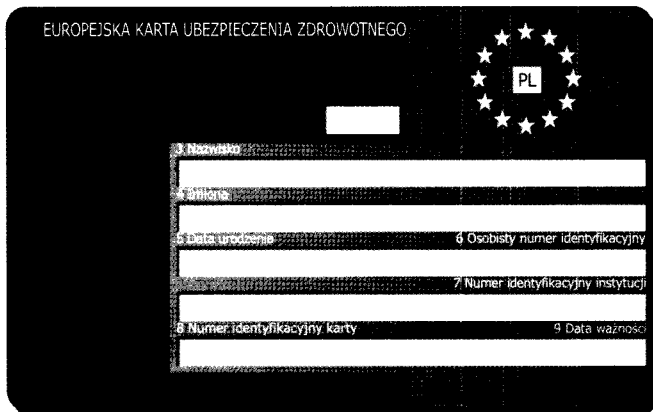 EUROPEJSKA KARTA UBEZPIECZENIA ZDROWOTNEGO
PL
3 Nazwisko
4 Imiona
5 Data urodzenia 6 Osobisty numer identyfikacyjny
7 Numer identyfikacyjny instytucji
8 Numer identyfikacyjny karty 9 Data ważności